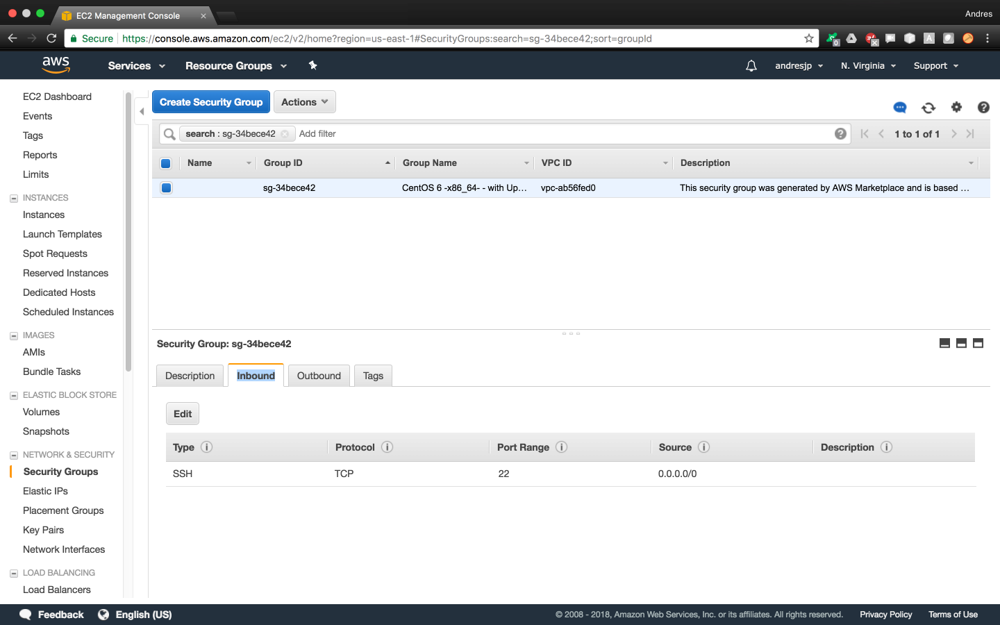 EC2 Management Console
Andres
Secure https://console.aws.amazon.com/ec2/v2/home?region=us-east-1#SecurityGroups:search=sg-34bece42;sort=groupId
0
aws Services Resource Groups andresjp N. Virginia Support
EC2 Dashboard
Events
Tags
Reports
Limits
INSTANCES
Instances
Launch Templates
Spot Requests
Reserved Instances
Dedicated Hosts
Scheduled Instances
IMAGES
AMIs
Bundle Tasks
ELASTIC BLOCK STORE
Volumes
Snapshots
NETWORK & SECURITY
Security Groups
Elastic IPs
Placement Groups
Key Pairs
Network Interfaces
LOAD BALANCING
Load Balancers
Create Security Group Actions
search : sg-34bece42 Add filter 1 to 1 of 1
Name Group ID Group Name VPC ID Description
sg-34bece42 CentOS 6 -x86_64- - with Up... vpc-ab56fed0 This security group was generated by AWS Marketplace and is based ...
Security Group: sg-34bece42
Description Inbound Outbound Tags
Edit
Type Protocol Port Range Source Description
SSH TCP 22 0.0.0.0/0
Feedback English (US) © 2008 - 2018, Amazon Web Services, Inc. or its affiliates. All rights reserved. Privacy Policy Terms of Use